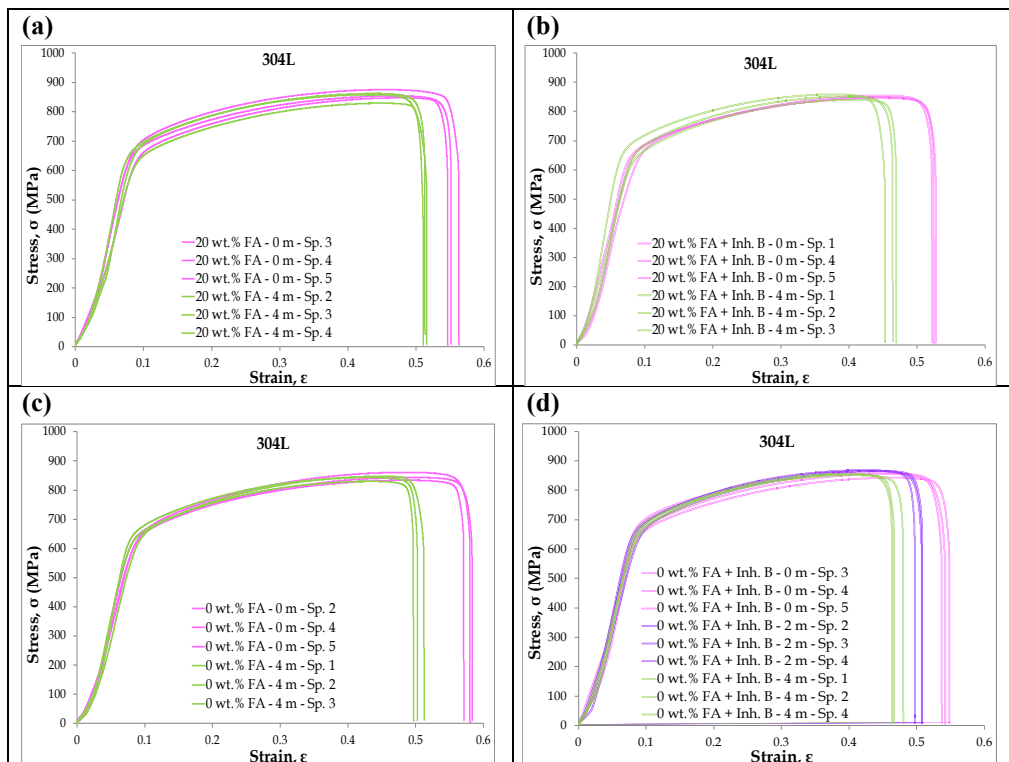 (a)
304L
1000
900
800
700
600
500
400
300
200
100
0
Stress, σ (MPa)
20 wt.% FA - 0 m - Sp. 3
20 wt.% FA - 0 m - Sp. 4
20 wt.% FA - 0 m - Sp. 5
20 wt.% FA - 4 m - Sp. 2
20 wt.% FA - 4 m - Sp. 3
20 wt.% FA - 4 m - Sp. 4
0 0.1 0.2 0.3 0.4 0.5 0.6
Strain, ε
(b)
304L
1000
900
800
700
600
500
400
300
200
100
0
Stress, σ (MPa)
20 wt.% FA + Inh. B - 0 m - Sp. 1
20 wt.% FA + Inh. B - 0 m - Sp. 4
20 wt.% FA + Inh. B - 0 m - Sp. 5
20 wt.% FA + Inh. B - 4 m - Sp. 1
20 wt.% FA + Inh. B - 4 m - Sp. 2
20 wt.% FA + Inh. B - 4 m - Sp. 3
0 0.1 0.2 0.3 0.4 0.5 0.6
Strain, ε
(c)
304L
1000
900
800
700
600
500
400
300
200
100
0
Stress, σ (MPa)
0 wt.% FA - 0 m - Sp. 2
0 wt.% FA - 0 m - Sp. 4
0 wt.% FA - 0 m - Sp. 5
0 wt.% FA - 4 m - Sp. 1
0 wt.% FA - 4 m - Sp. 2
0 wt.% FA - 4 m - Sp. 3
0 0.1 0.2 0.3 0.4 0.5 0.6
Strain, ε
(d)
304L
1000
900
800
700
600
500
400
300
200
100
0
Stress, σ (MPa)
0 wt.% FA + Inh. B - 0 m - Sp. 3
0 wt.% FA + Inh. B - 0 m - Sp. 4
0 wt.% FA + Inh. B - 0 m - Sp. 5
0 wt.% FA + Inh. B - 2 m - Sp. 2
0 wt.% FA + Inh. B - 2 m - Sp. 3
0 wt.% FA + Inh. B - 2 m - Sp. 4
0 wt.% FA + Inh. B - 4 m - Sp. 1
0 wt.% FA + Inh. B - 4 m - Sp. 2
0 wt.% FA + Inh. B - 4 m - Sp. 4
0 0.1 0.2 0.3 0.4 0.5 0.6
Strain, ε